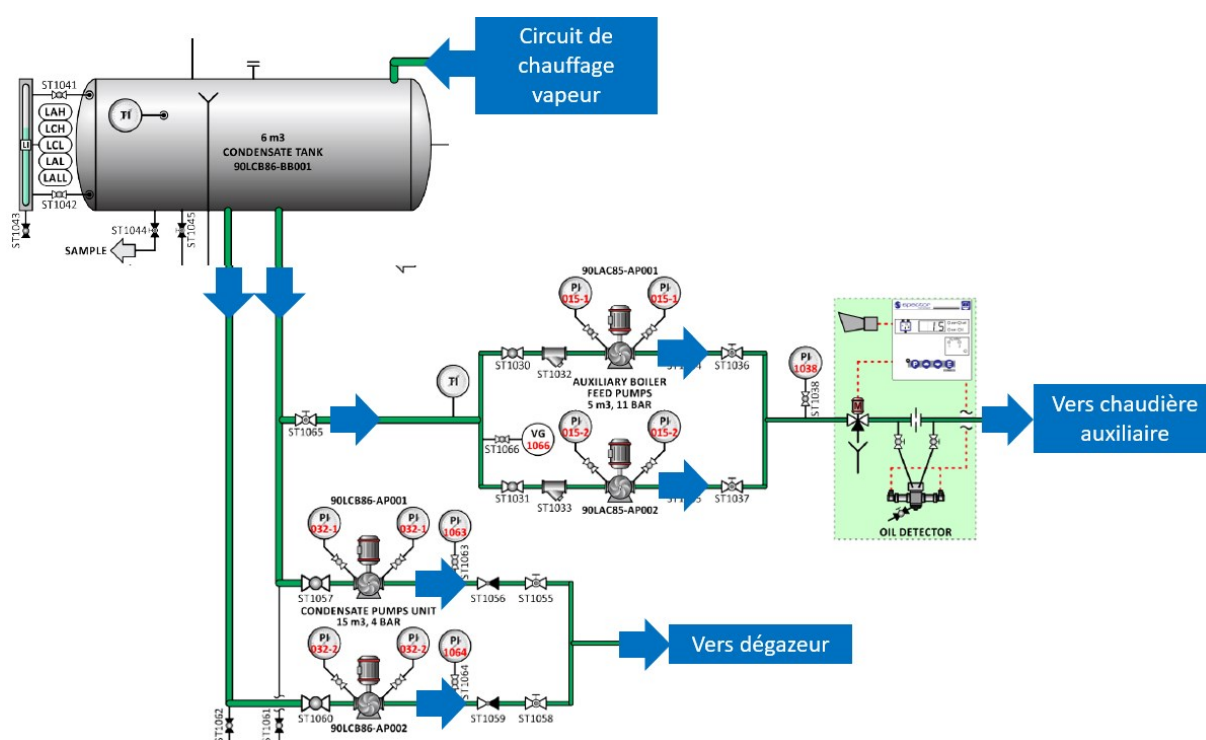 Circuit de
chauffage
vapeur
ST1041
LAH
LCH
LCL
LAL
LALL
LI
TI
6 m3
CONDENSATE TANK
90LCB86-BB001
ST1042
ST1043
ST1044
ST1045
SAMPLE
90LAC85-AP001
PI
015-1
PI
015-1
ST1030
ST1032
ST1036
AUXILIARY BOILER
FEED PUMPS
5 m3, 11 BAR
TI
ST1065
ST1066
VG
1066
PI
015-2
PI
015-2
ST1031
ST1033
ST1037
90LAC85-AP002
PI
1038
ST1038
spector
15
M
OIL DETECTOR
Vers chaudière
auxiliaire
90LCB86-AP001
PI
032-1
PI
032-1
PI
1063
ST1063
ST1057
ST1056
ST1055
CONDENSATE PUMPS UNIT
15 m3, 4 BAR
PI
032-2
PI
032-2
PI
1064
ST1064
Vers dégazeur
ST1062
ST1061
ST1060
ST1059
ST1058
90LCB86-AP002